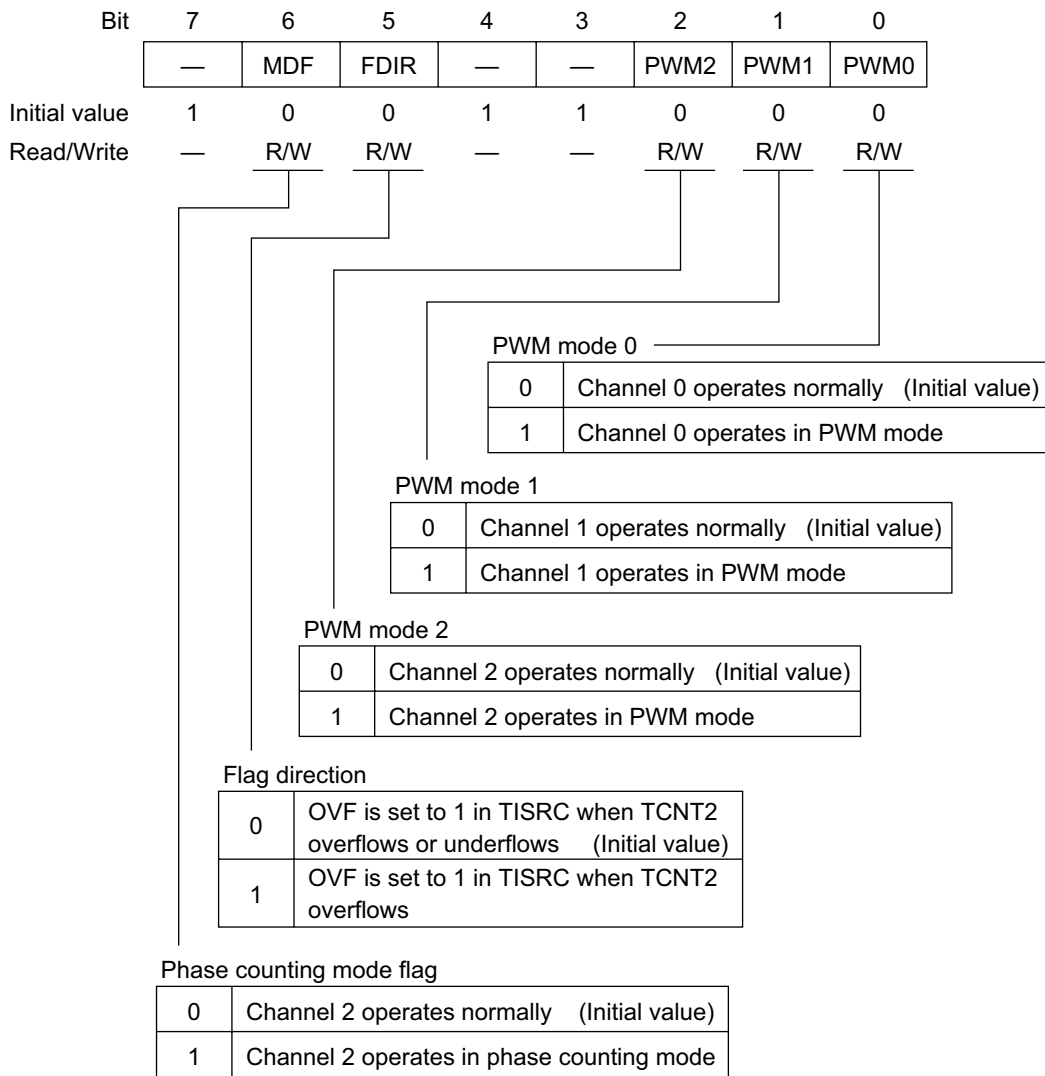 Bit 7 6 5 4 3 2 1 0
— MDF FDIR — — PWM2 PWM1 PWM0
Initial value 1 0 0 1 1 0 0 0
Read/Write — R/W R/W — — R/W R/W R/W
PWM mode 0
0 Channel 0 operates normally (Initial value)
1 Channel 0 operates in PWM mode
PWM mode 1
0 Channel 1 operates normally (Initial value)
1 Channel 1 operates in PWM mode
PWM mode 2
0 Channel 2 operates normally (Initial value)
1 Channel 2 operates in PWM mode
Flag direction
0 OVF is set to 1 in TISRC when TCNT2
overflows or underflows (Initial value)
1 OVF is set to 1 in TISRC when TCNT2
overflows
Phase counting mode flag
0 Channel 2 operates normally (Initial value)
1 Channel 2 operates in phase counting mode